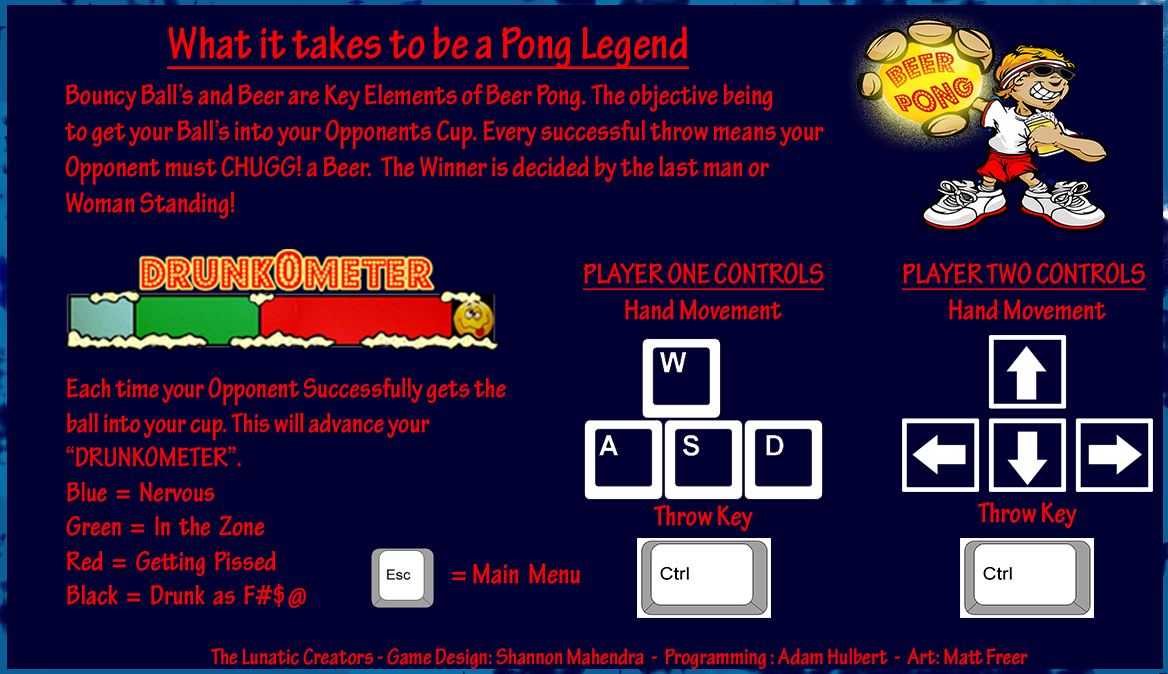 What it takes to be a Pong Legend
BEER
PONG
Bouncy Ball's and Beer are Key Elements of Beer Pong. The objective being
to get your Ball's into your Opponents Cup. Every successful throw means your
Opponent must CHUGG! a Beer. The Winner is decided by the last man or
Woman Standing!
DRUNKOMETER
Each time your Opponent Successfully gets the
ball into your cup. This will advance your
“DRUNKOMETER”.
Blue = Nervous
Green = In the Zone
Red = Getting Pissed
Black = Drunk as F#$@
Esc
= Main Menu
PLAYER ONE CONTROLS
Hand Movement
W
A S D
Throw Key
Ctrl
PLAYER TWO CONTROLS
Hand Movement
Throw Key
Ctrl
The Lunatic Creators - Game Design: Shannon Mahendra - Programming : Adam Hulbert - Art: Matt Freer